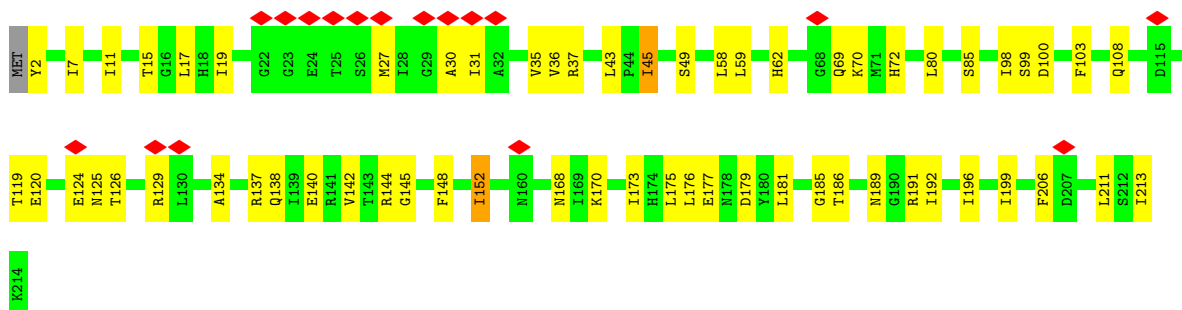 MET Y2 I7 I11 T15 G16 L17 H18 I19 G22 G23 E24 T25 S26 M27 I28 G29 A30 I31 A32 V35 V36 R37 L43 P44 I45 S49 L58 L59 H62 G68 Q69 K70 M71 H72 L80 S85 I98 S99 D100 F103 Q108 D115
T119 E120 E124 N125 T126 R129 L130 A134 R137 Q138 I139 E140 R141 V142 T143 R144 G145 F148 I152 N160 N168 I169 K170 I173 H174 L175 L176 E177 N178 D179 Y180 L181 G185 T186 N189 G190 R191 I192 I196 I199 F206 D207 L211 S212 I213
K214